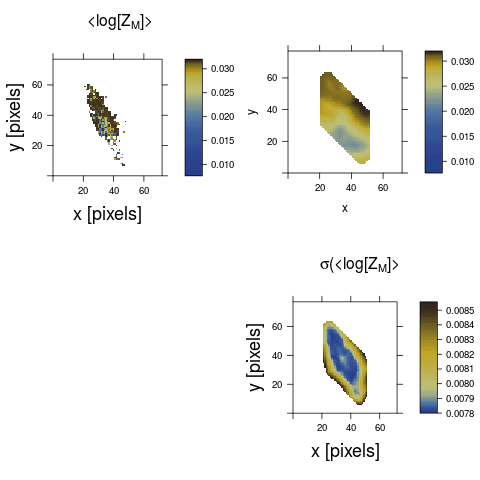 <log[Z_M]>
60
40
20
y [pixels]
20 40 60
x [pixels]
0.030
0.025
0.020
0.015
0.010
60
40
20
y
20 40 60
x
0.030
0.025
0.020
0.015
0.010
σ(<log[Z_M]>
60
40
20
y [pixels]
20 40 60
x [pixels]
0.0085
0.0084
0.0083
0.0082
0.0081
0.0080
0.0079
0.0078